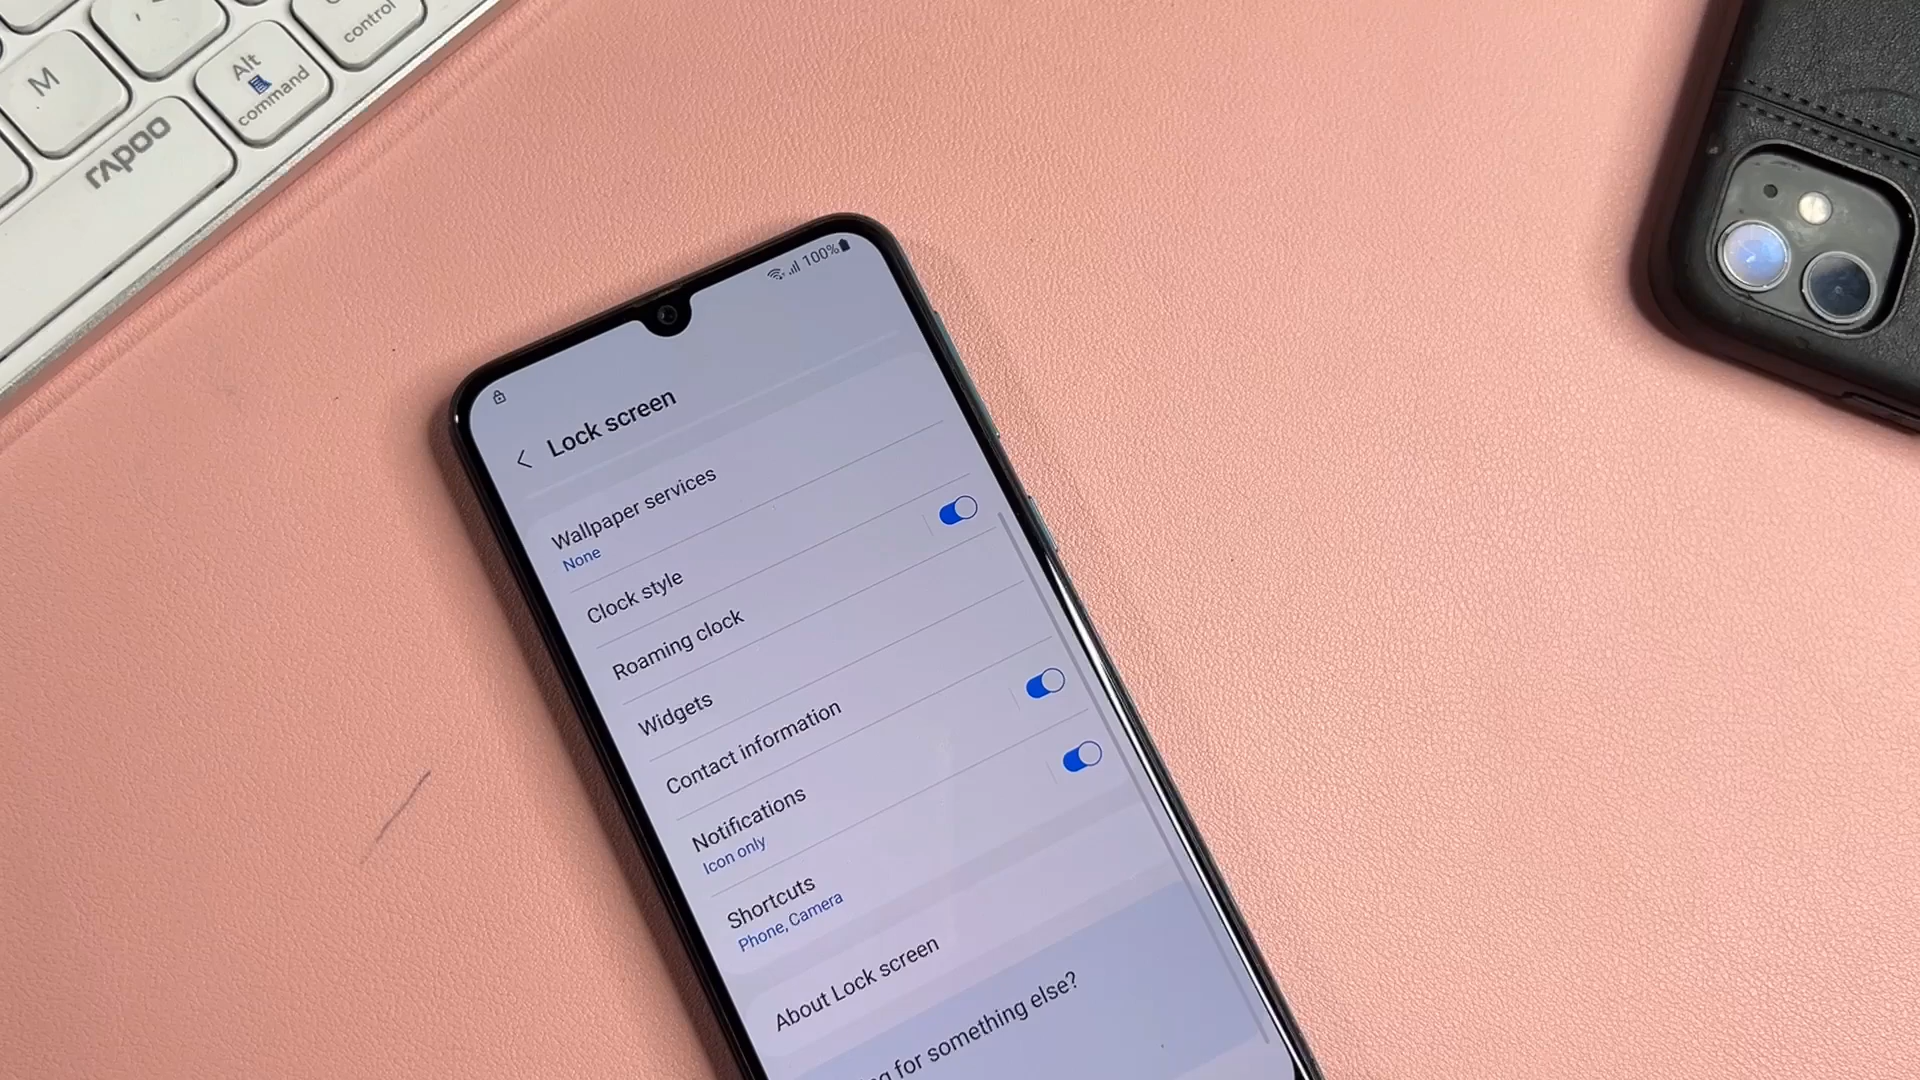 control
Alt
command
M
rapoo
100%
Lock screen
Wallpaper services
None
Clock style
Roaming clock
Widgets
Contact information
Notifications
Icon only
Shortcuts
Phone, Camera
About Lock screen
for something else?